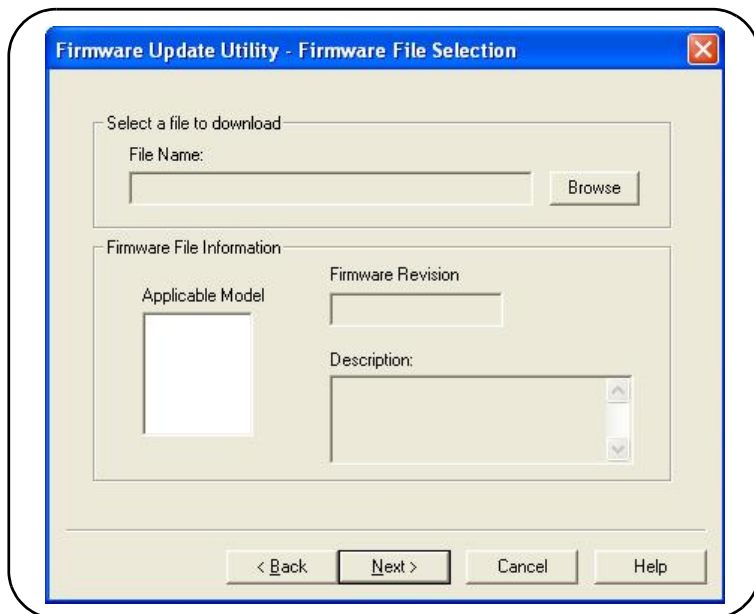 Firmware Update Utility - Firmware File Selection
Select a file to download
File Name:
Browse
Firmware File Information
Applicable Model
Firmware Revision
Description:
< Back
Next >
Cancel
Help